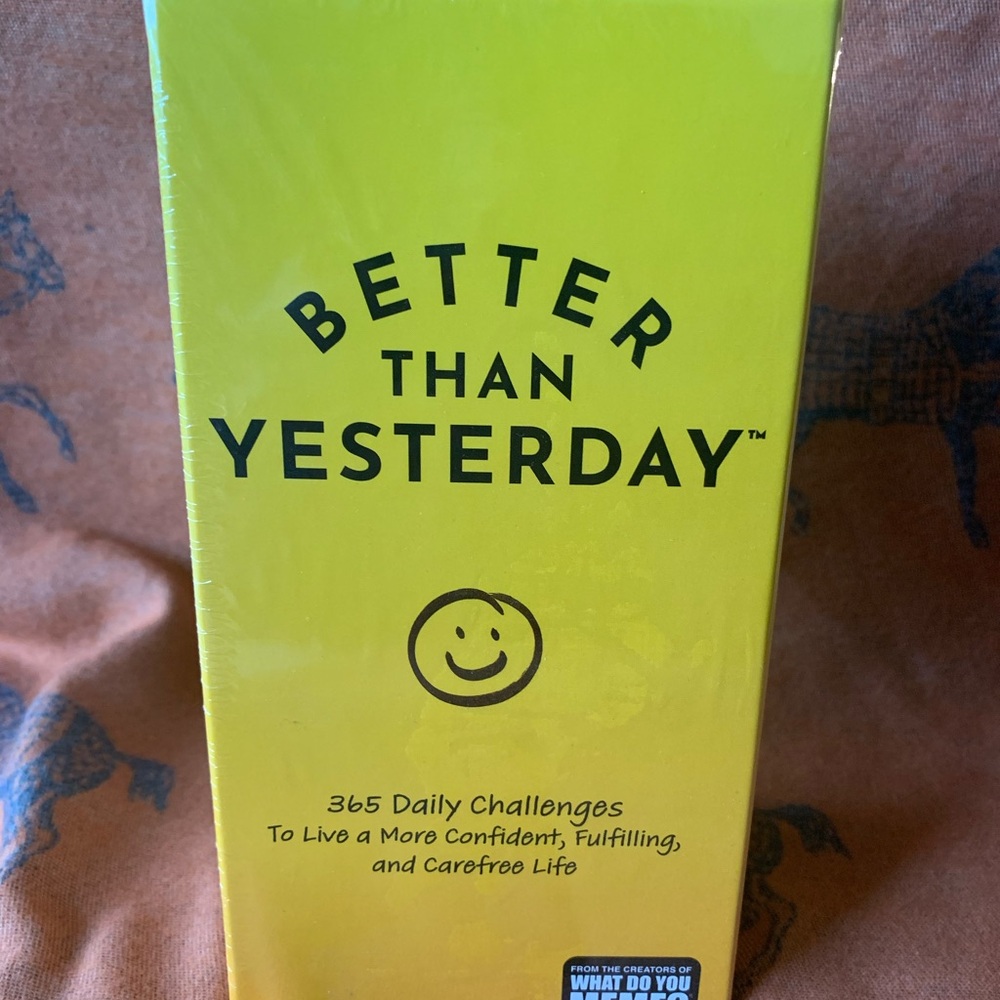 BETTER
THAN
YESTERDAY™
365 Daily Challenges
To Live a More Confident, Fulfilling,
and Carefree Life
FROM THE CREATORS OF
WHAT DO YOU
MEME?